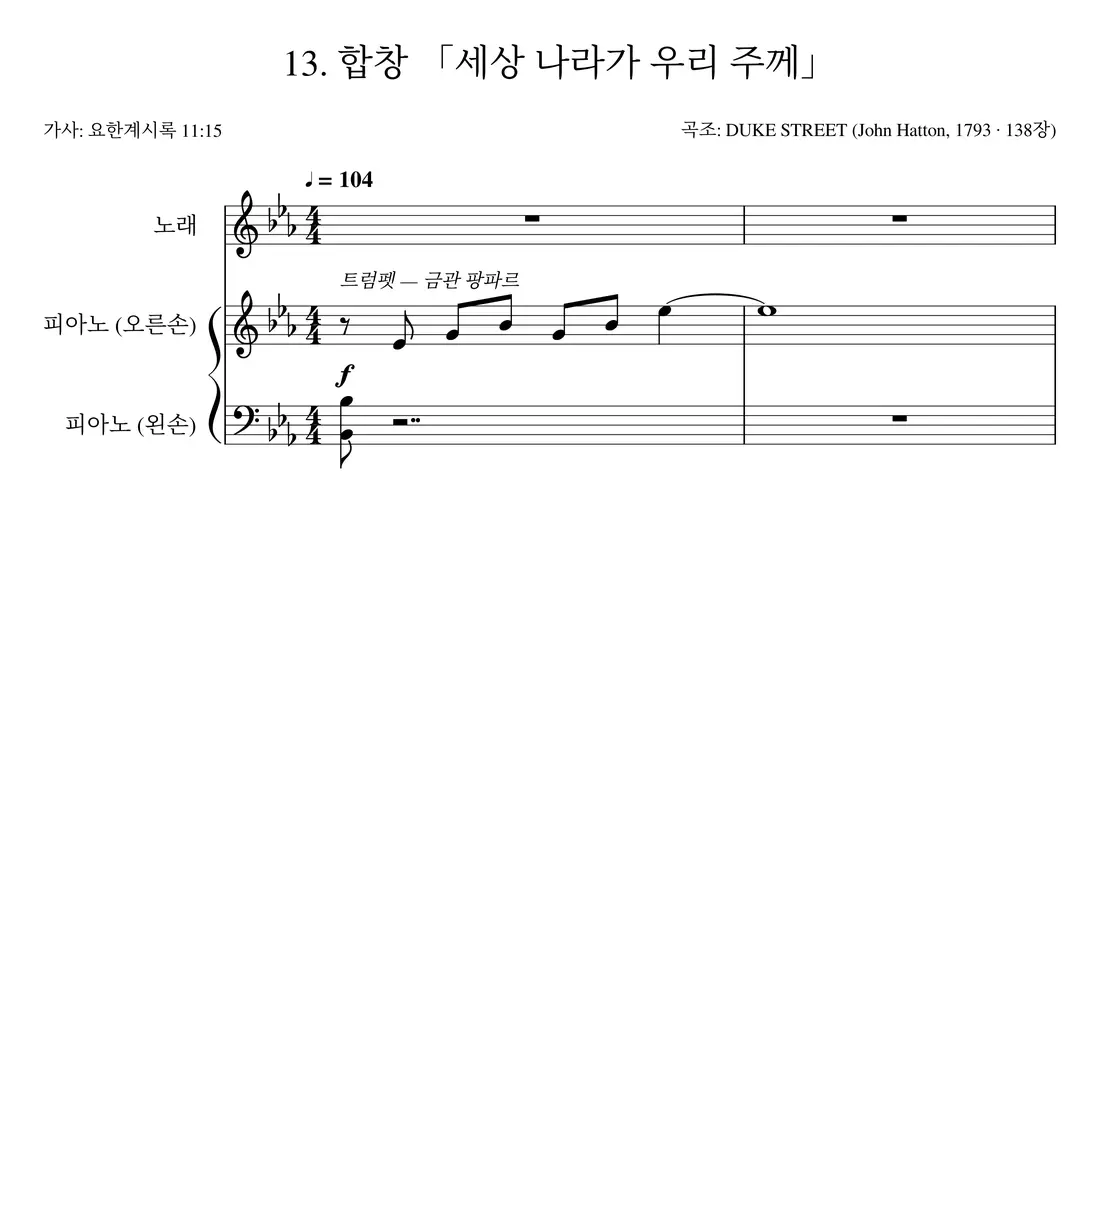 13. 합창 「세상 나라가 우리 주께」
가사: 요한계시록 11:15
곡조: DUKE STREET (John Hatton, 1793 · 138장)
♩ = 104
노래
트럼펫 — 금관 팡파르
피아노 (오른손)
f
피아노 (왼손)